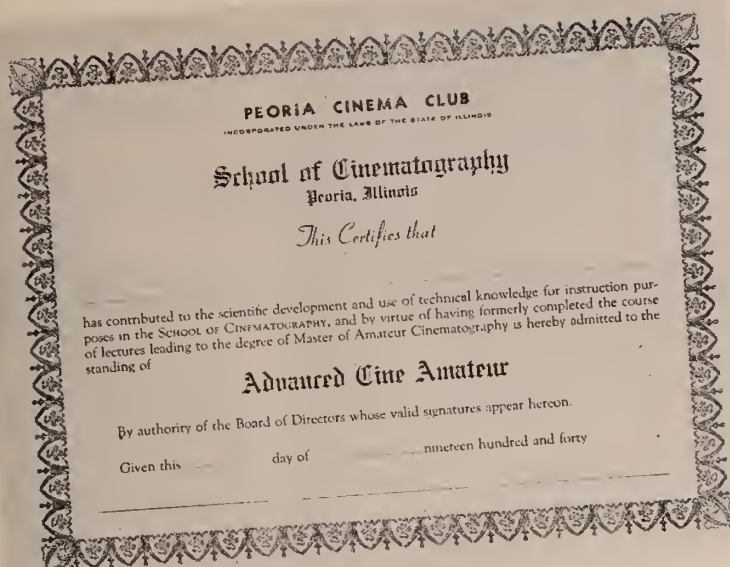 PEORIA CINEMA CLUB
INCORPORATED UNDER THE LAWS OF THE STATE OF ILLINOIS
School of Cinematography
Peoria, Illinois
This Certifies that
has contributed to the scientific development and use of technical knowledge for instruction pur-
poses in the SCHOOL OF CINEMATOGRAPHY, and by virtue of having formerly completed the course
of lectures leading to the degree of Master of Amateur Cinematography is hereby admitted to the
standing of
Advanced Cine Amateur
By authority of the Board of Directors whose valid signatures appear hereon.
Given this day of nineteen hundred and forty